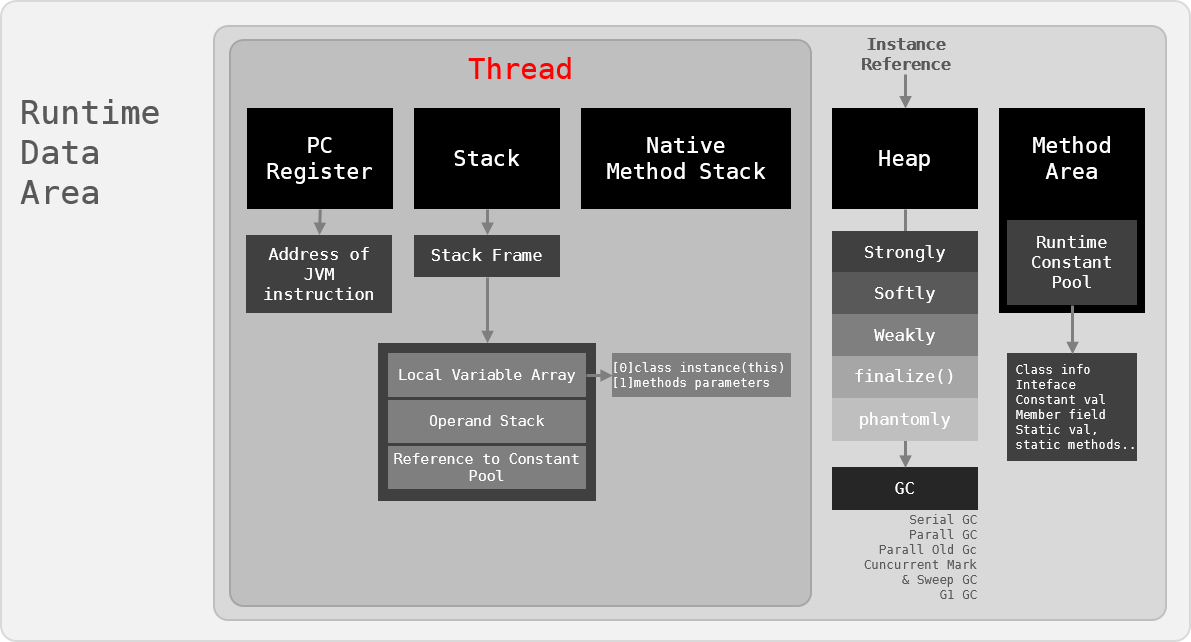 Runtime
Data
Area
Thread
PC
Register
Address of
JVM
instruction
Stack
Stack Frame
Local Variable Array
Operand Stack
Reference to Constant
Pool
[0]class instance(this)
[1]methods parameters
Native
Method Stack
Instance
Reference
Heap
Strongly
Softly
Weakly
finalize()
phantomly
GC
Serial GC
Parall GC
Parall Old Gc
Cuncurrent Mark
& Sweep GC
G1 GC
Method
Area
Runtime
Constant
Pool
Class info
Inteface
Constant val
Member field
Static val,
static methods..